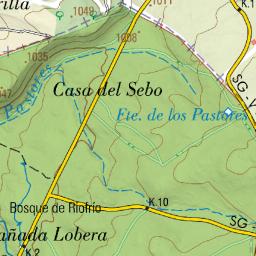 rilla
1049
1011
K.1
1035
1008
Pastores
Casa del Sebo
Fte. de los Pastores
SG-V
K.10
Bosque de Riofrío
SG-
añada Lobera
K.2